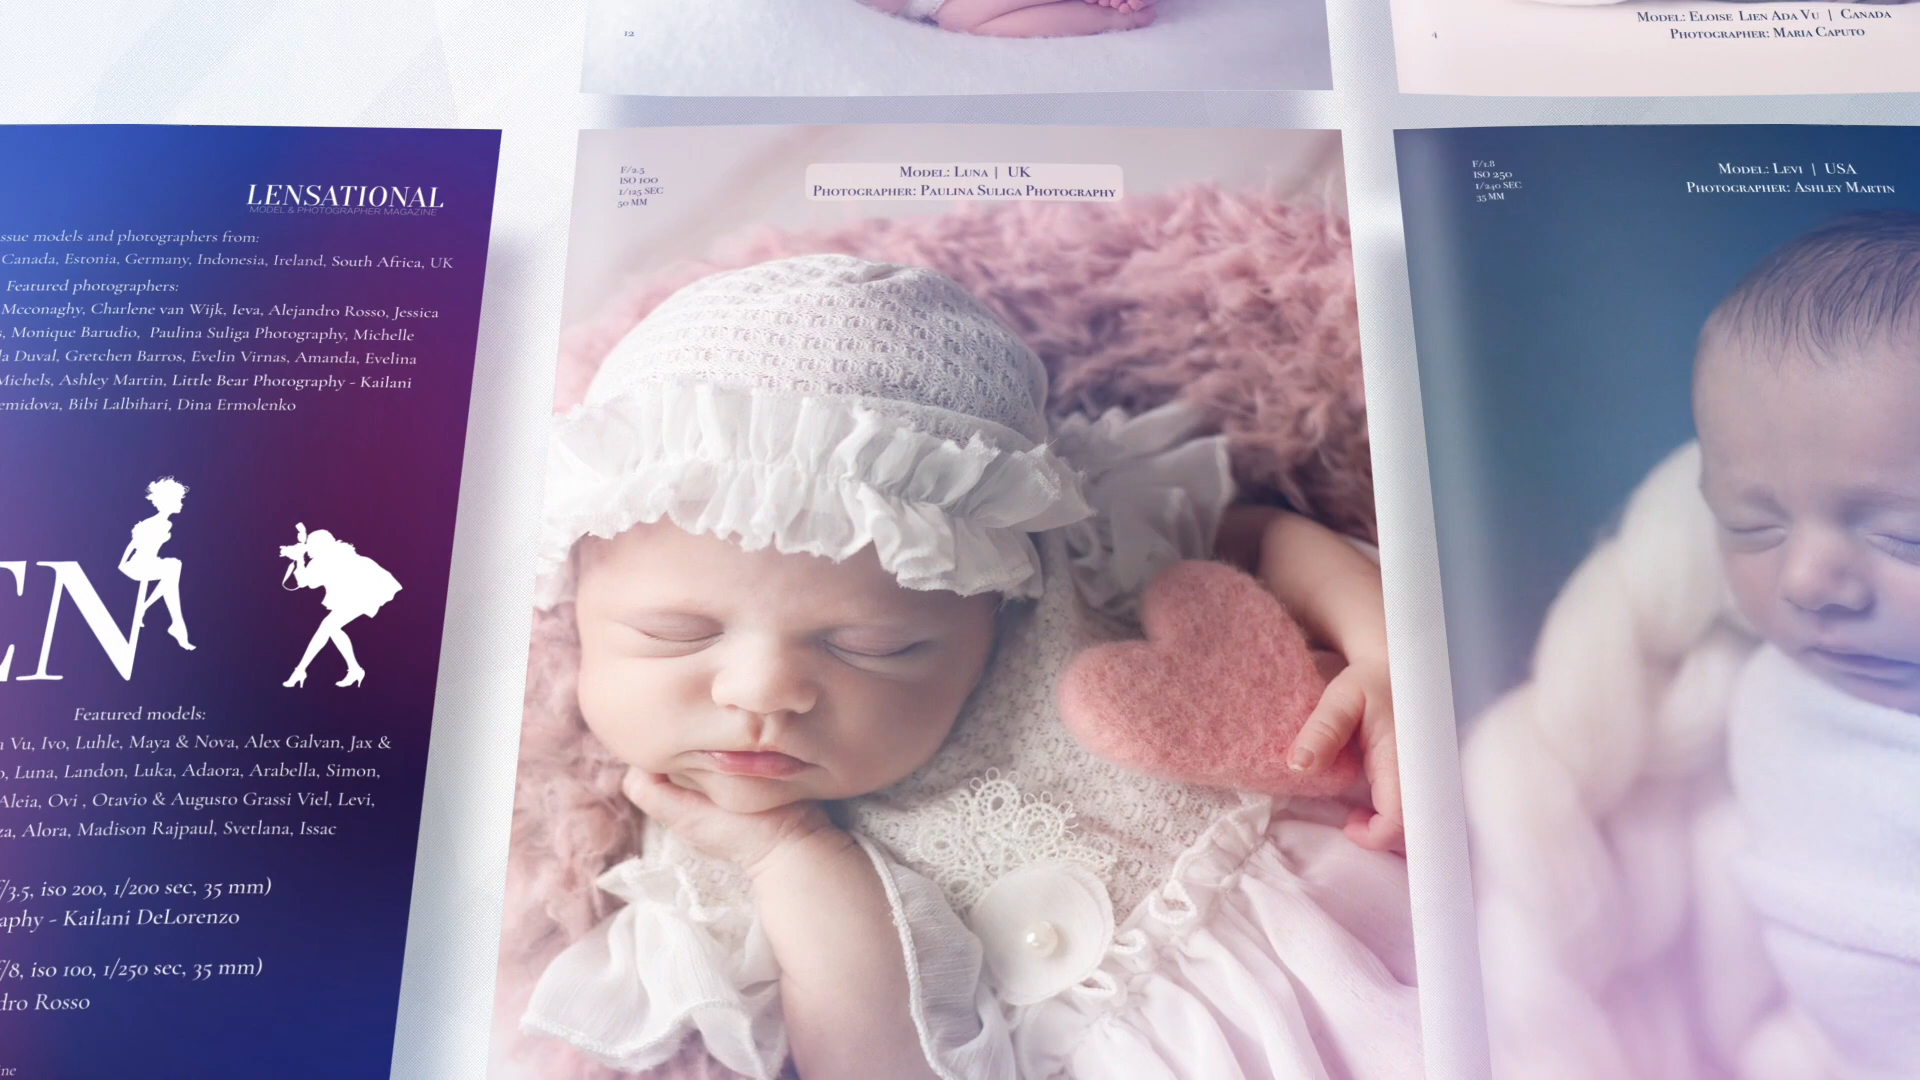 12
4
Model: Eloise Lien Ada Vu | Canada
Photographer: Maria Caputo
LENSATIONAL
MODEL & PHOTOGRAPHER MAGAZINE
ssue models and photographers from:
Canada, Estonia, Germany, Indonesia, Ireland, South Africa, UK
Featured photographers:
Mcconaghy, Charlene van Wijk, Ieva, Alejandro Rosso, Jessica
s, Monique Barudio, Paulina Suliga Photography, Michelle
la Duval, Gretchen Barros, Evelin Virnas, Amanda, Evelina
Michels, Ashley Martin, Little Bear Photography - Kailani
emidova, Bibi Lalbihari, Dina Ermolenko
EN
Featured models:
Vu, Ivo, Luhle, Maya & Nova, Alex Galvan, Jax &
o, Luna, Landon, Luka, Adaora, Arabella, Simon,
Aleia, Ovi , Otavio & Augusto Grassi Viel, Levi,
za, Alora, Madison Rajpaul, Svetlana, Issac
f/3.5, iso 200, 1/200 sec, 35 mm)
aphy - Kailani DeLorenzo
f/8, iso 100, 1/250 sec, 35 mm)
dro Rosso
ine
F/2.5
ISO 100
1/125 SEC
50 MM
Model: Luna | UK
Photographer: Paulina Suliga Photography
F/1.8
ISO 250
1/240 SEC
35 MM
Model: Levi | USA
Photographer: Ashley Martin